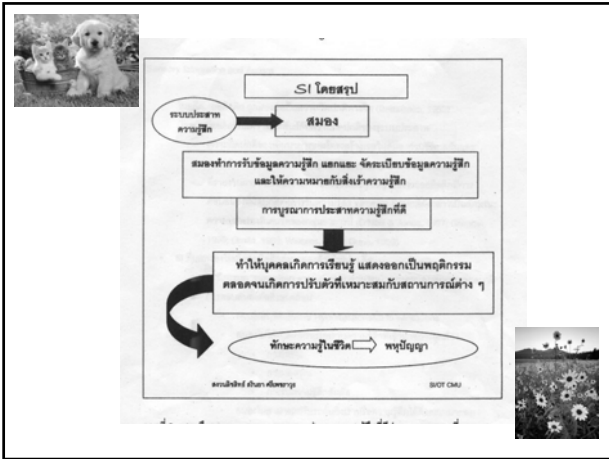 SI โดยสรุป
ระบบประสาท
ความรู้สึก
สมอง
สมองทำการรับข้อมูลความรู้สึก แยกแยะ จัดระเบียบข้อมูลความรู้สึก
และให้ความหมายกับสิ่งเร้าความรู้สึก
การบูรณาการประสาทความรู้สึกที่ดี
ทำให้บุคคลเกิดการเรียนรู้ แสดงออกเป็นพฤติกรรม
ตลอดจนเกิดการปรับตัวที่เหมาะสมกับสถานการณ์ต่าง ๆ
ทักษะความรู้ในชีวิต พหุปัญญา
SI/OT CMU